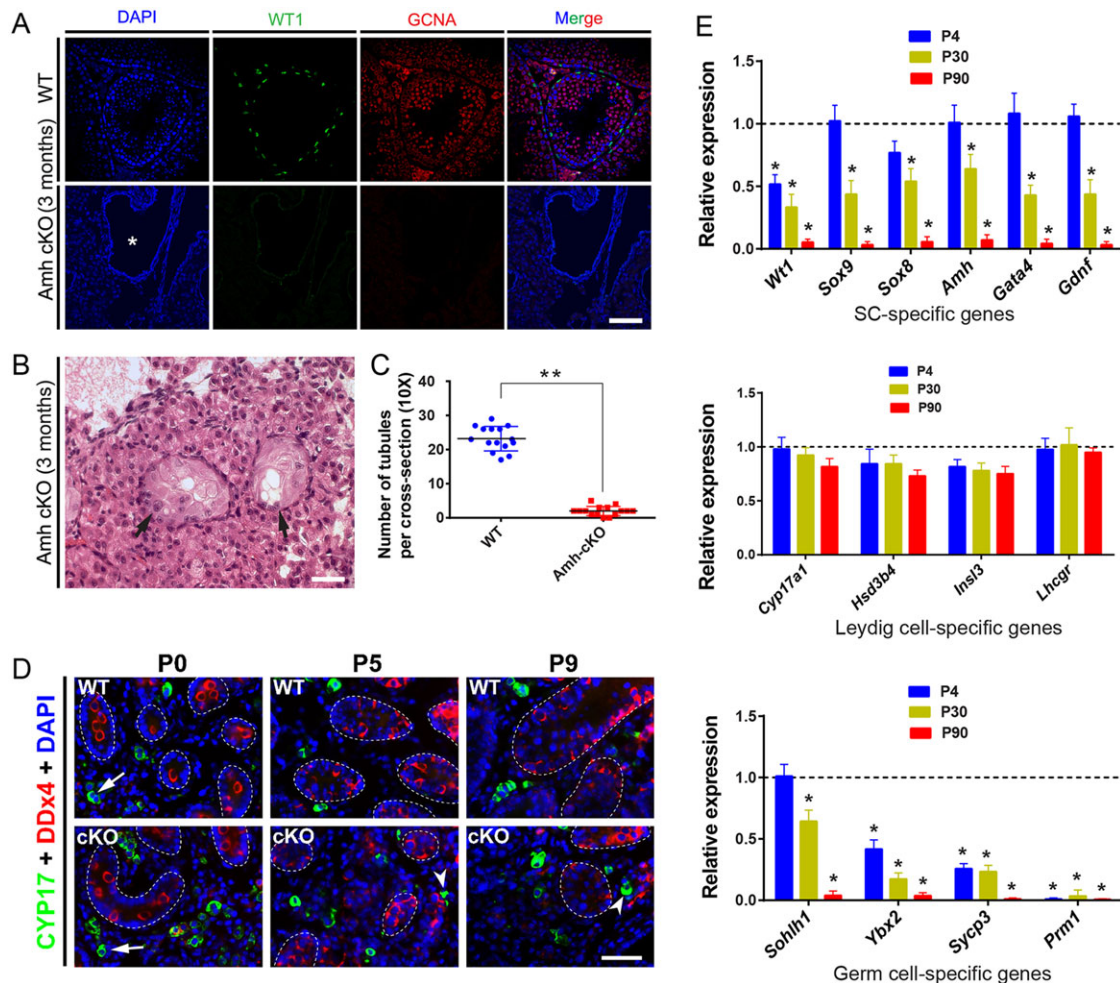 A
DAPI
WT1
GCNA
Merge
WT
Amh cKO (3 months)
*
B
Amh cKO (3 months)
C
Number of tubules
per cross-section (10X)
40
30
20
10
0
**
WT
Amh-cKO
D
P0
P5
P9
CYP17 + DDx4 + DAPI
WT
WT
WT
cKO
cKO
cKO
E
P4
P30
P90
Relative expression
1.5
1.0
0.5
0.0
* * * * * * * * * * * * *
Wt1
Sox9
Sox8
Amh
Gata4
Gdnf
SC-specific genes
P4
P30
P90
Relative expression
1.5
1.0
0.5
0.0
Cyp17a1
Hsd3b4
Insl3
Lhcgr
Leydig cell-specific genes
P4
P30
P90
Relative expression
1.5
1.0
0.5
0.0
* * * * * * * * * * *
Sohlh1
Ybx2
Sycp3
Prm1
Germ cell-specific genes